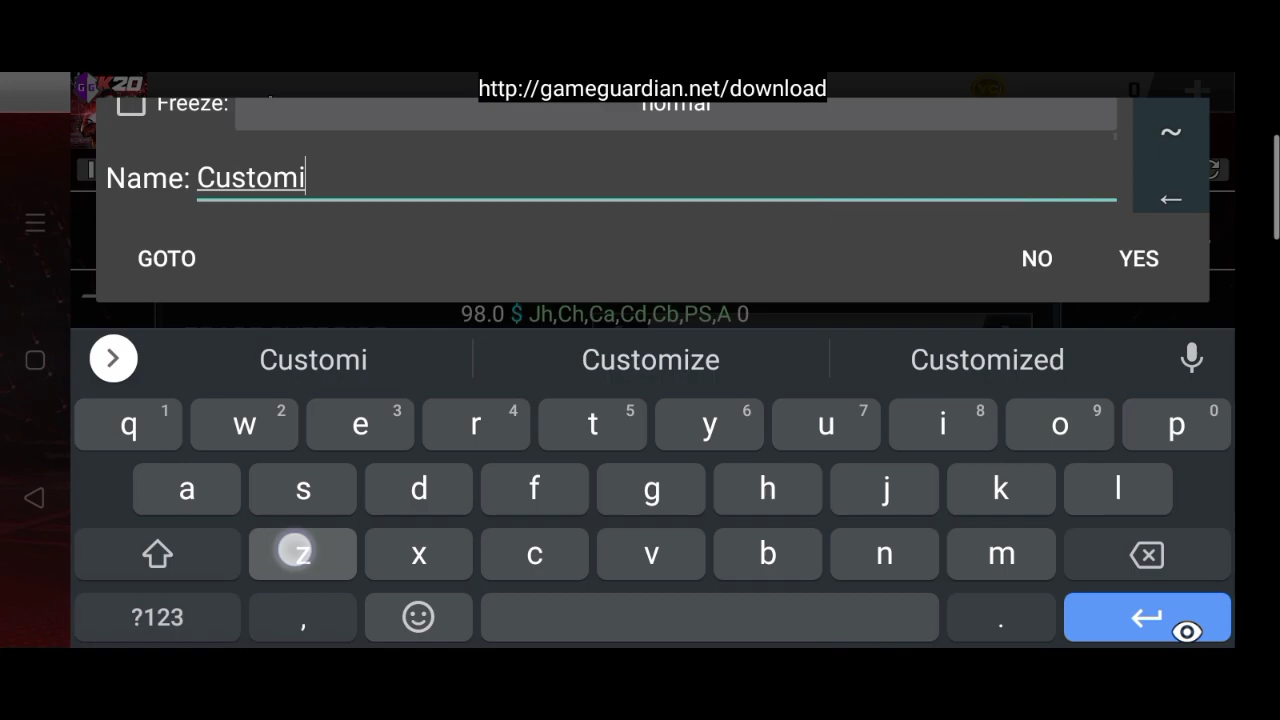 http://gameguardian.net/download
K20
Freeze: normal
Name: Customi
GOTO NO YES
98.0 $ Jh,Ch,Ca,Cd,Cb,PS,A 0
Customi Customize Customized
q 1 w 2 e 3 r 4 t 5 y 6 u 7 i 8 o 9 p 0
a s d f g h j k l
z x c v b n m
?123 , .